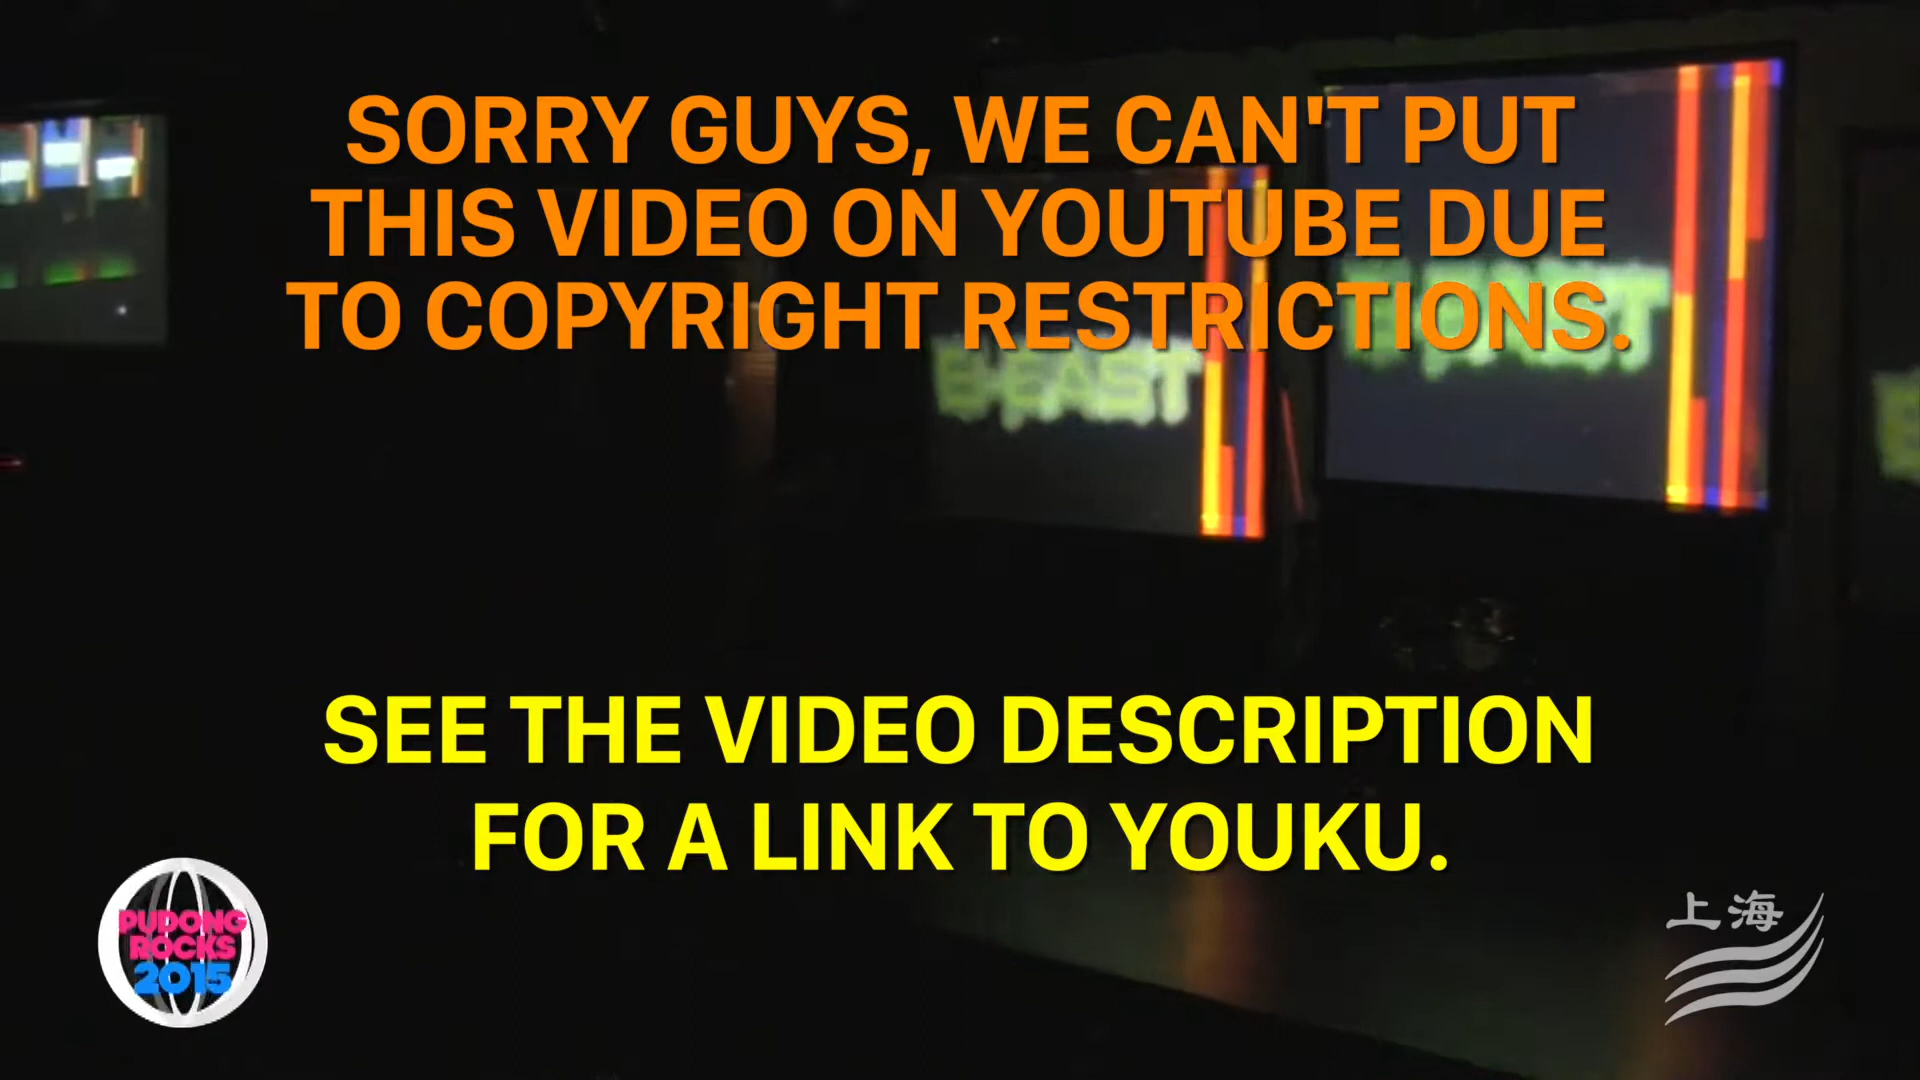 SORRY GUYS, WE CAN'T PUT
THIS VIDEO ON YOUTUBE DUE
TO COPYRIGHT RESTRICTIONS.
B-EAST
SEE THE VIDEO DESCRIPTION
FOR A LINK TO YOUKU.
PUDONG
ROCKS
2015
上海